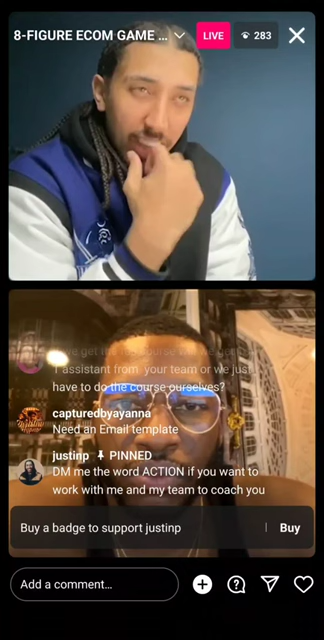 8-FIGURE ECOM GAME ...
LIVE
283
1 assistant from your team or we just
have to do the course ourselves?
capturedbyayanna
Need an Email template
justinp PINNED
DM me the word ACTION if you want to
work with me and my team to coach you
Buy a badge to support justinp
Buy
Add a comment...